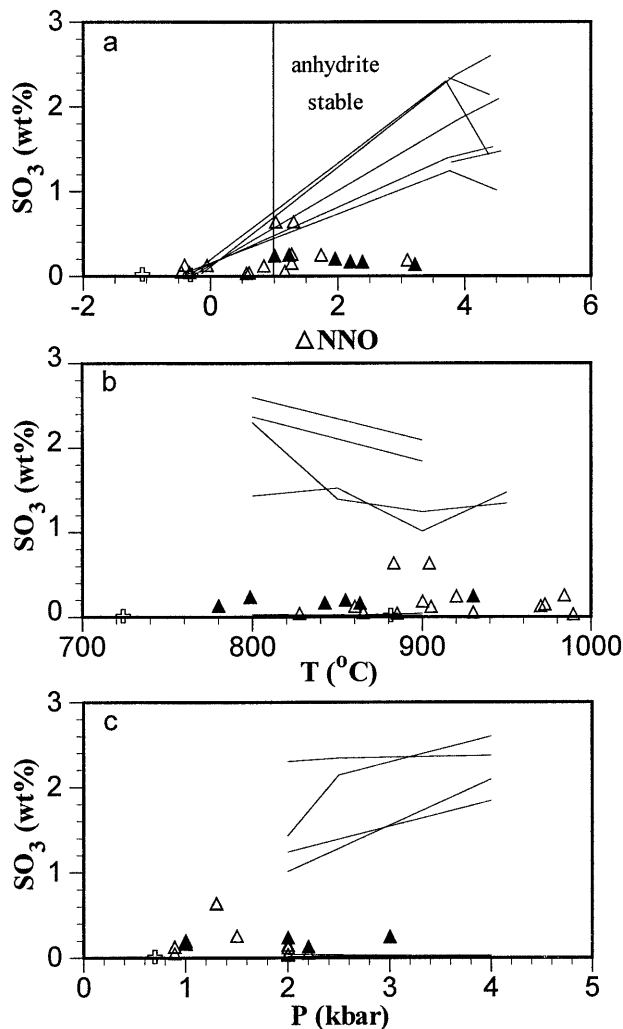 3
a
anhydrite
stable
2
SO3 (wt%)
1
0
-2 0 2 4 6
△NNO
3
b
2
SO3 (wt%)
1
0
700 800 900 1000
T (°C)
3
c
2
SO3 (wt%)
1
0
0 1 2 3 4 5
P (kbar)